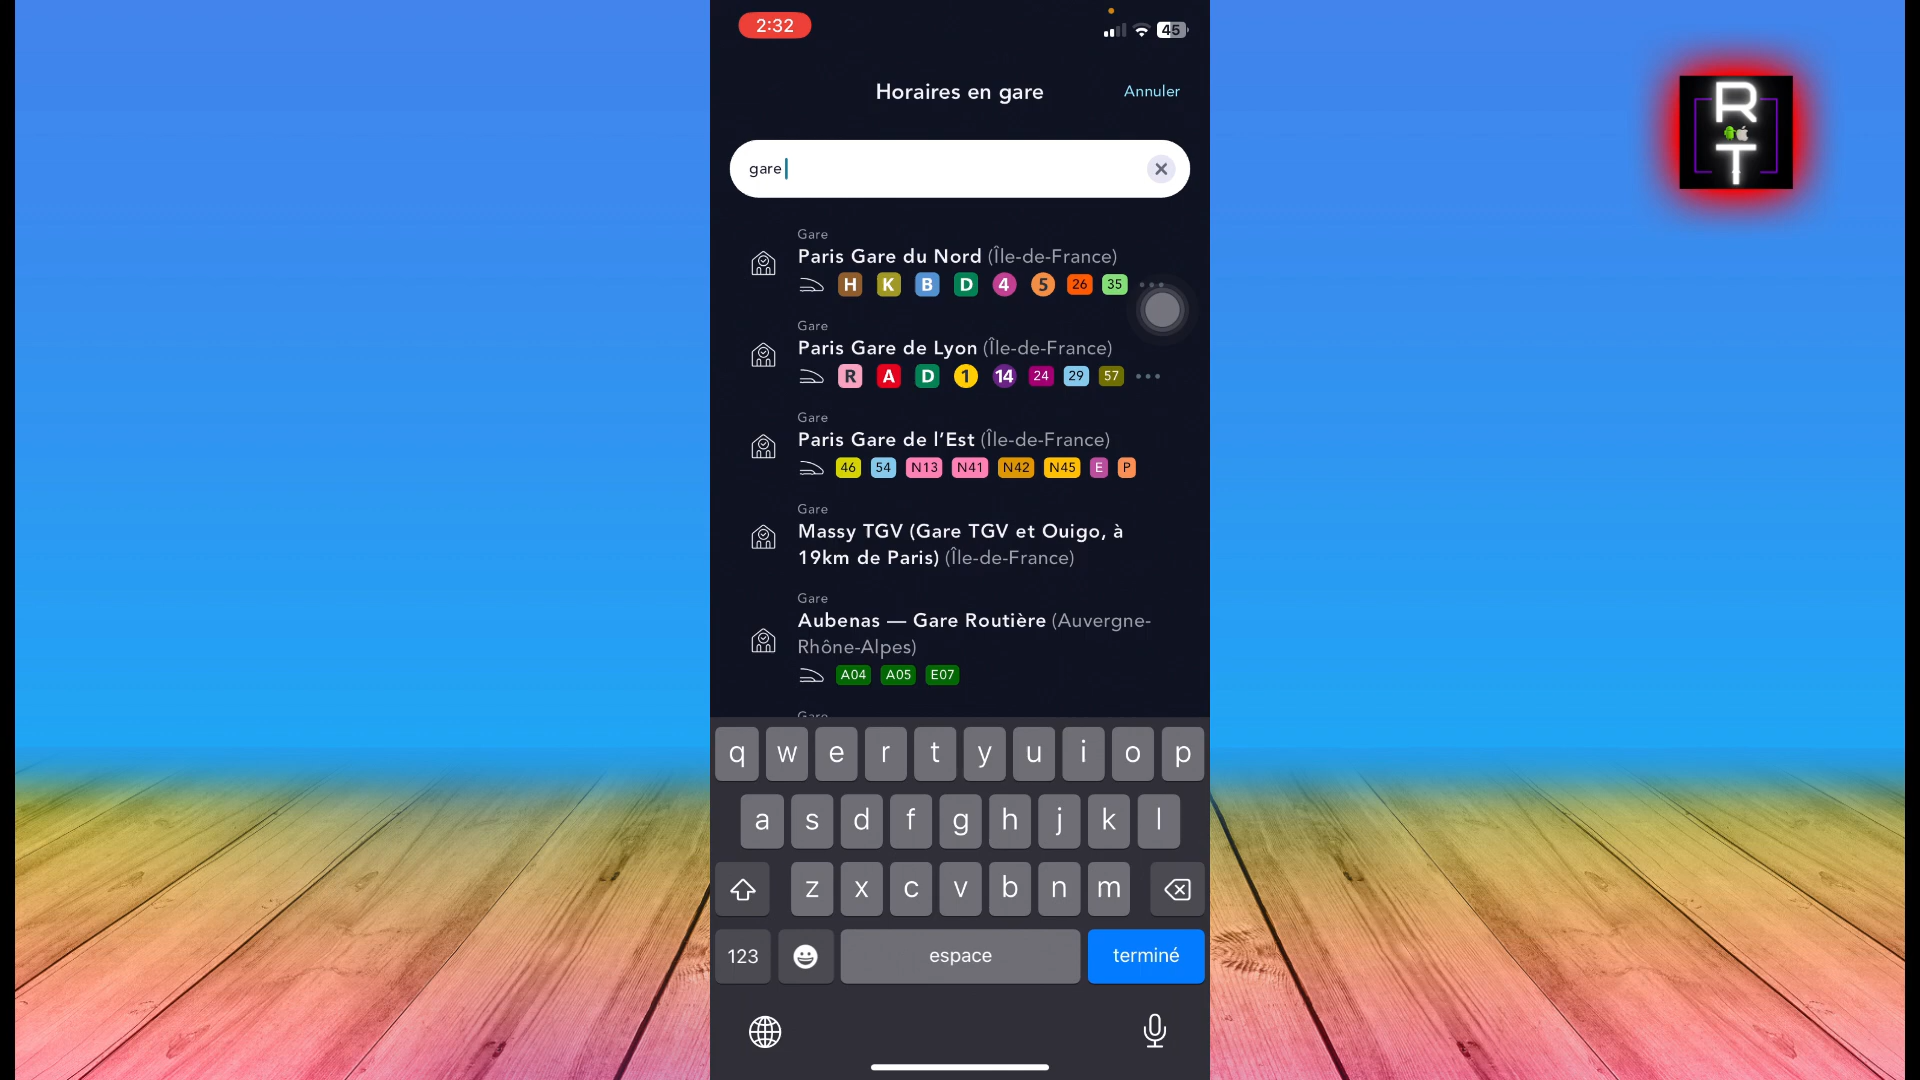 2:32
45
R
T
Horaires en gare
Annuler
gare
Gare
Paris Gare du Nord (Île-de-France)
H K B D 4 5 26 35 •••
Gare
Paris Gare de Lyon (Île-de-France)
R A D 1 14 24 29 57 •••
Gare
Paris Gare de l’Est (Île-de-France)
46 54 N13 N41 N42 N45 E P
Gare
Massy TGV (Gare TGV et Ouigo, à
19km de Paris) (Île-de-France)
Gare
Aubenas — Gare Routière (Auvergne-
Rhône-Alpes)
A04 A05 E07
Gare
q w e r t y u i o p
a s d f g h j k l
z x c v b n m
123 espace terminé